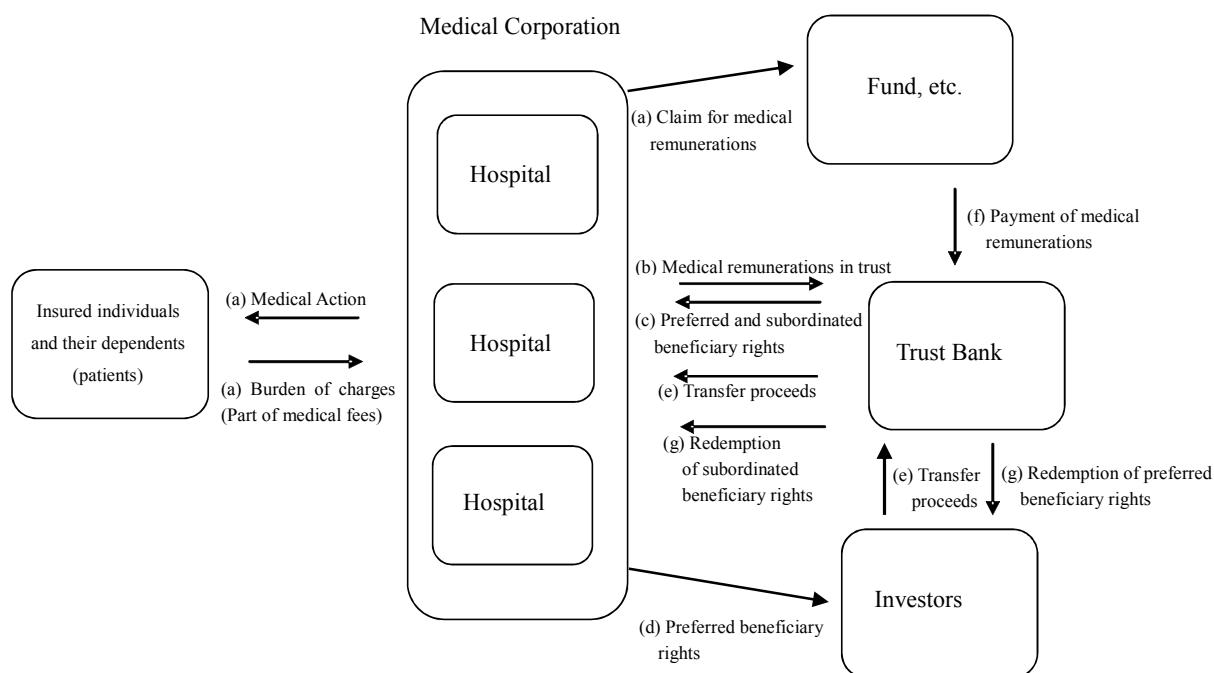 Medical Corporation
Fund, etc.
(a) Claim for medical
remunerations
Hospital
(f) Payment of medical
remunerations
(b) Medical remunerations in trust
(a) Medical Action
Insured individuals
and their dependents
(patients)
Hospital
(c) Preferred and subordinated
beneficiary rights
Trust Bank
(a) Burden of charges
(Part of medical fees)
(e) Transfer proceeds
(g) Redemption
of subordinated
beneficiary rights
(e) Transfer
proceeds
(g) Redemption of preferred
beneficiary rights
Hospital
Investors
(d) Preferred beneficiary
rights